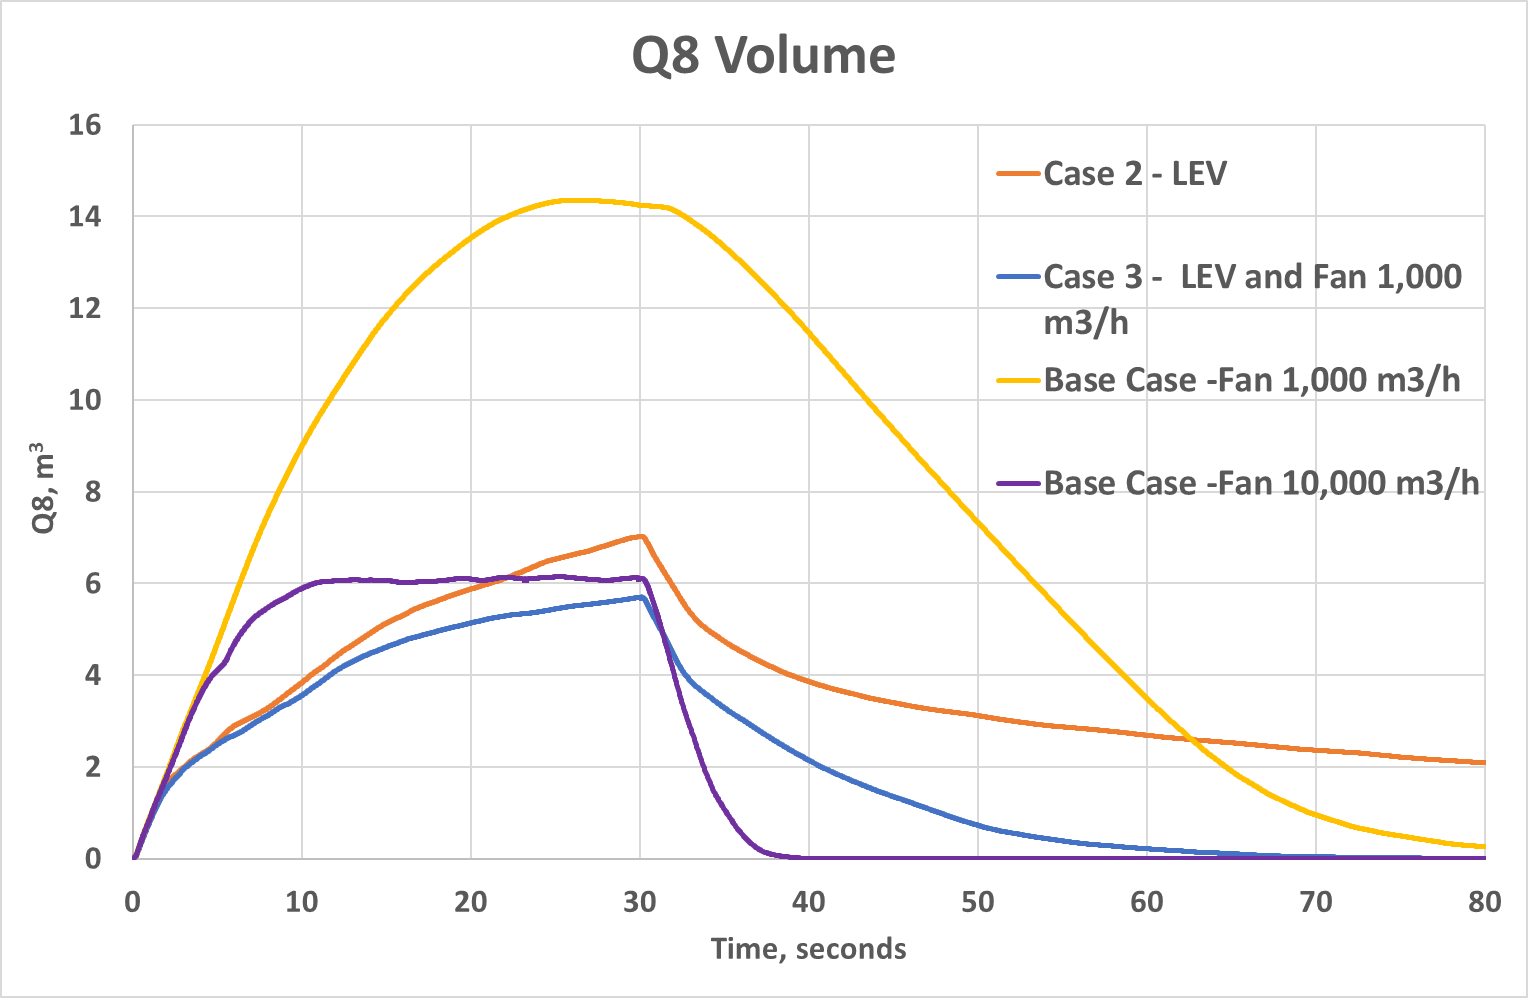 Q8 Volume
16
14
12
10
8
6
4
2
0
Q8, m³
0 10 20 30 40 50 60 70 80
Time, seconds
Case 2 - LEV
Case 3 -  LEV and Fan 1,000
m3/h
Base Case -Fan 1,000 m3/h
Base Case -Fan 10,000 m3/h